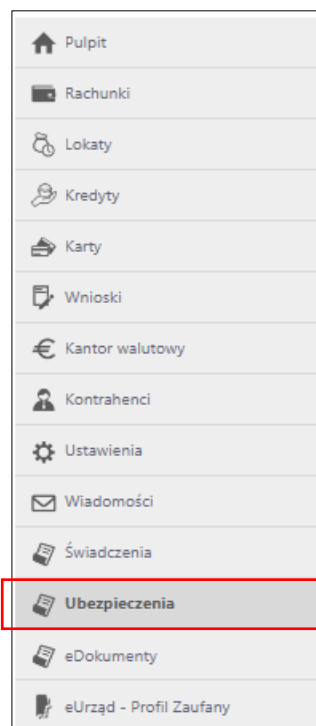 Pulpit
Rachunki
Lokaty
Kredyty
Karty
Wnioski
Kantor walutowy
Kontrahenci
Ustawienia
Wiadomości
Świadczenia
Ubezpieczenia
eDokumenty
eUrząd - Profil Zaufany